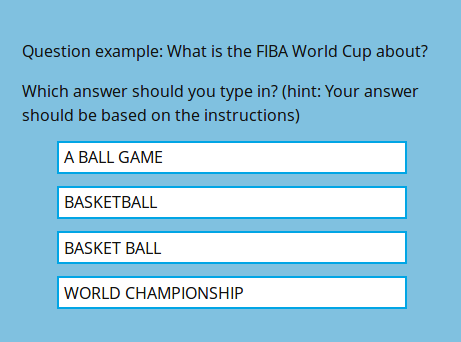 Question example: What is the FIBA World Cup about?
Which answer should you type in? (hint: Your answer
should be based on the instructions)
A BALL GAME
BASKETBALL
BASKET BALL
WORLD CHAMPIONSHIP